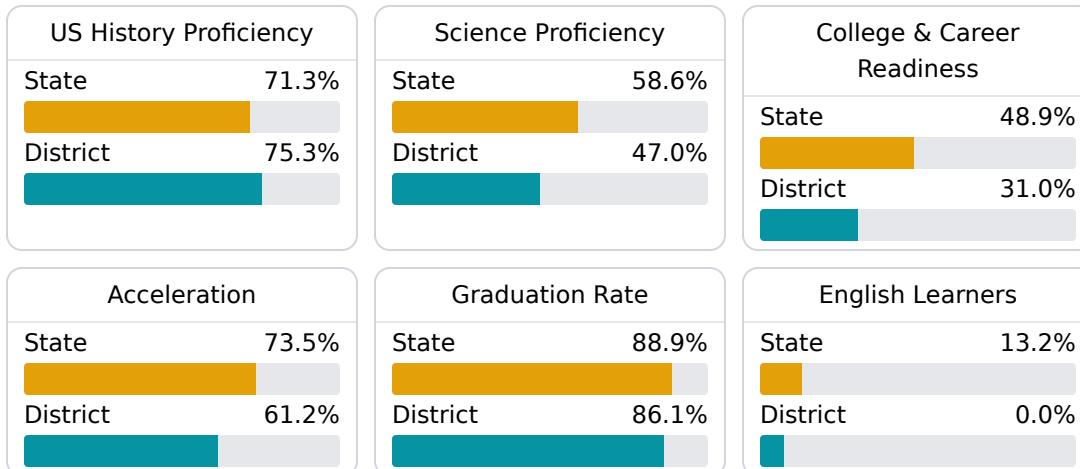 US History Proficiency
State 71.3%
District 75.3%
Science Proficiency
State 58.6%
District 47.0%
College & Career
Readiness
State 48.9%
District 31.0%
Acceleration
State 73.5%
District 61.2%
Graduation Rate
State 88.9%
District 86.1%
English Learners
State 13.2%
District 0.0%